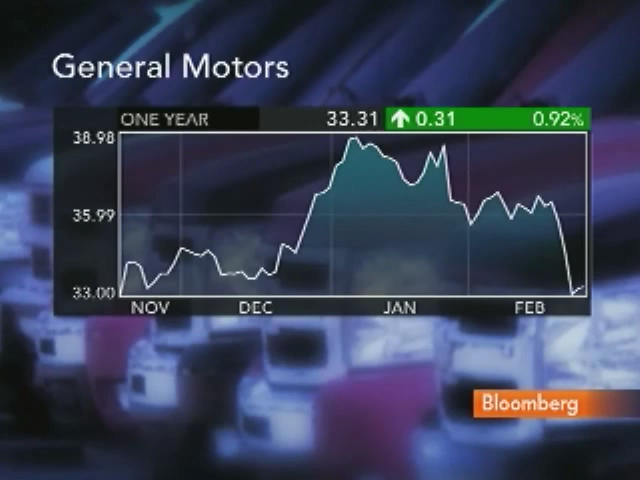 General Motors
ONE YEAR 33.31 0.31 0.92%
38.98
35.99
33.00
NOV DEC JAN FEB
Bloomberg